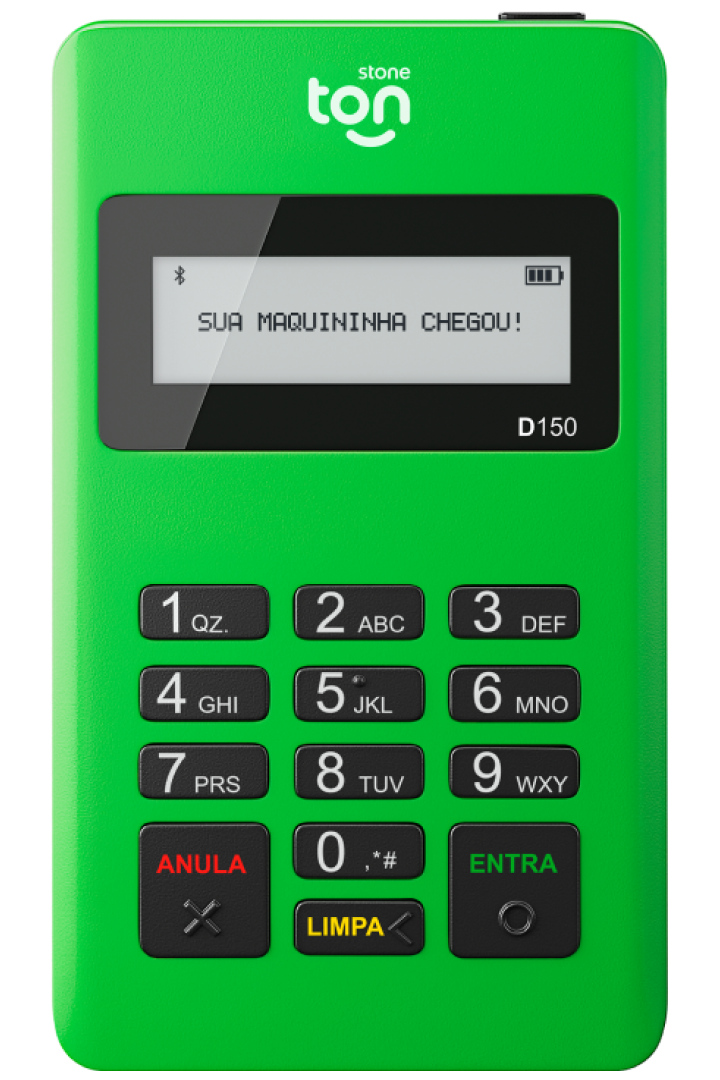 stone
ton
SUA MAQUININHA CHEGOU!
D150
1 QZ. 2 ABC 3 DEF
4 GHI 5 JKL 6 MNO
7 PRS 8 TUV 9 WXY
ANULA 0 ,*# ENTRA
LIMPA